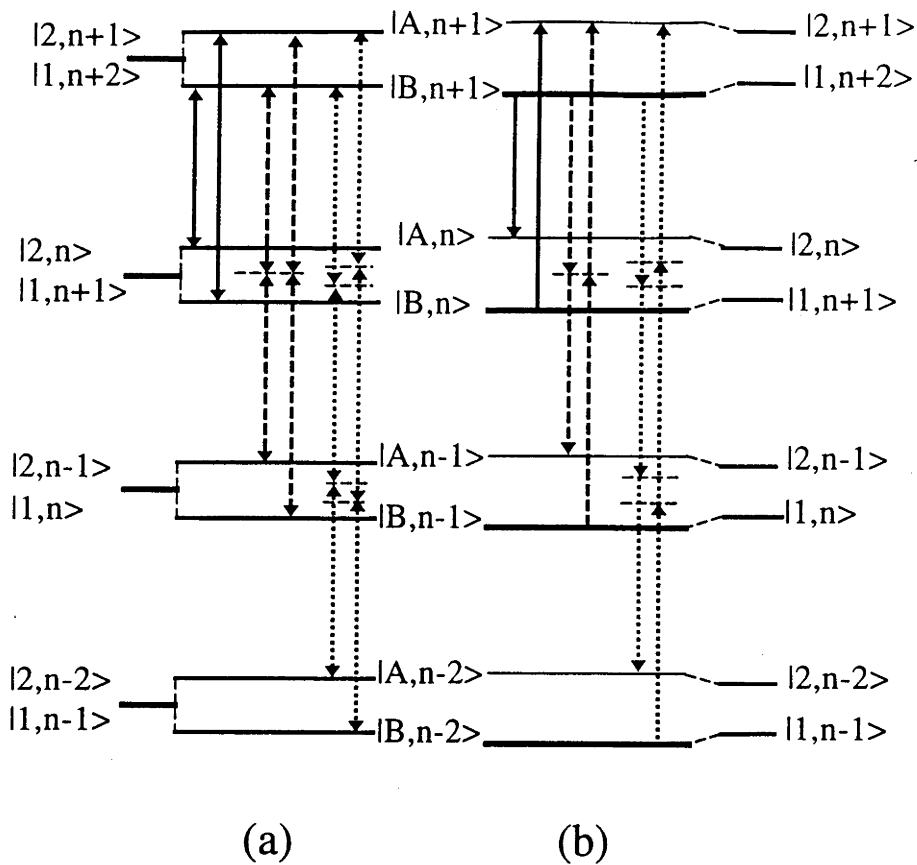 |2,n+1>
|1,n+2>
|A,n+1>
|B,n+1>
|2,n+1>
|1,n+2>
|2,n>
|1,n+1>
|A,n>
|B,n>
|2,n>
|1,n+1>
|2,n-1>
|1,n>
|A,n-1>
|B,n-1>
|2,n-1>
|1,n>
|2,n-2>
|1,n-1>
|A,n-2>
|B,n-2>
|2,n-2>
|1,n-1>
(a)
(b)